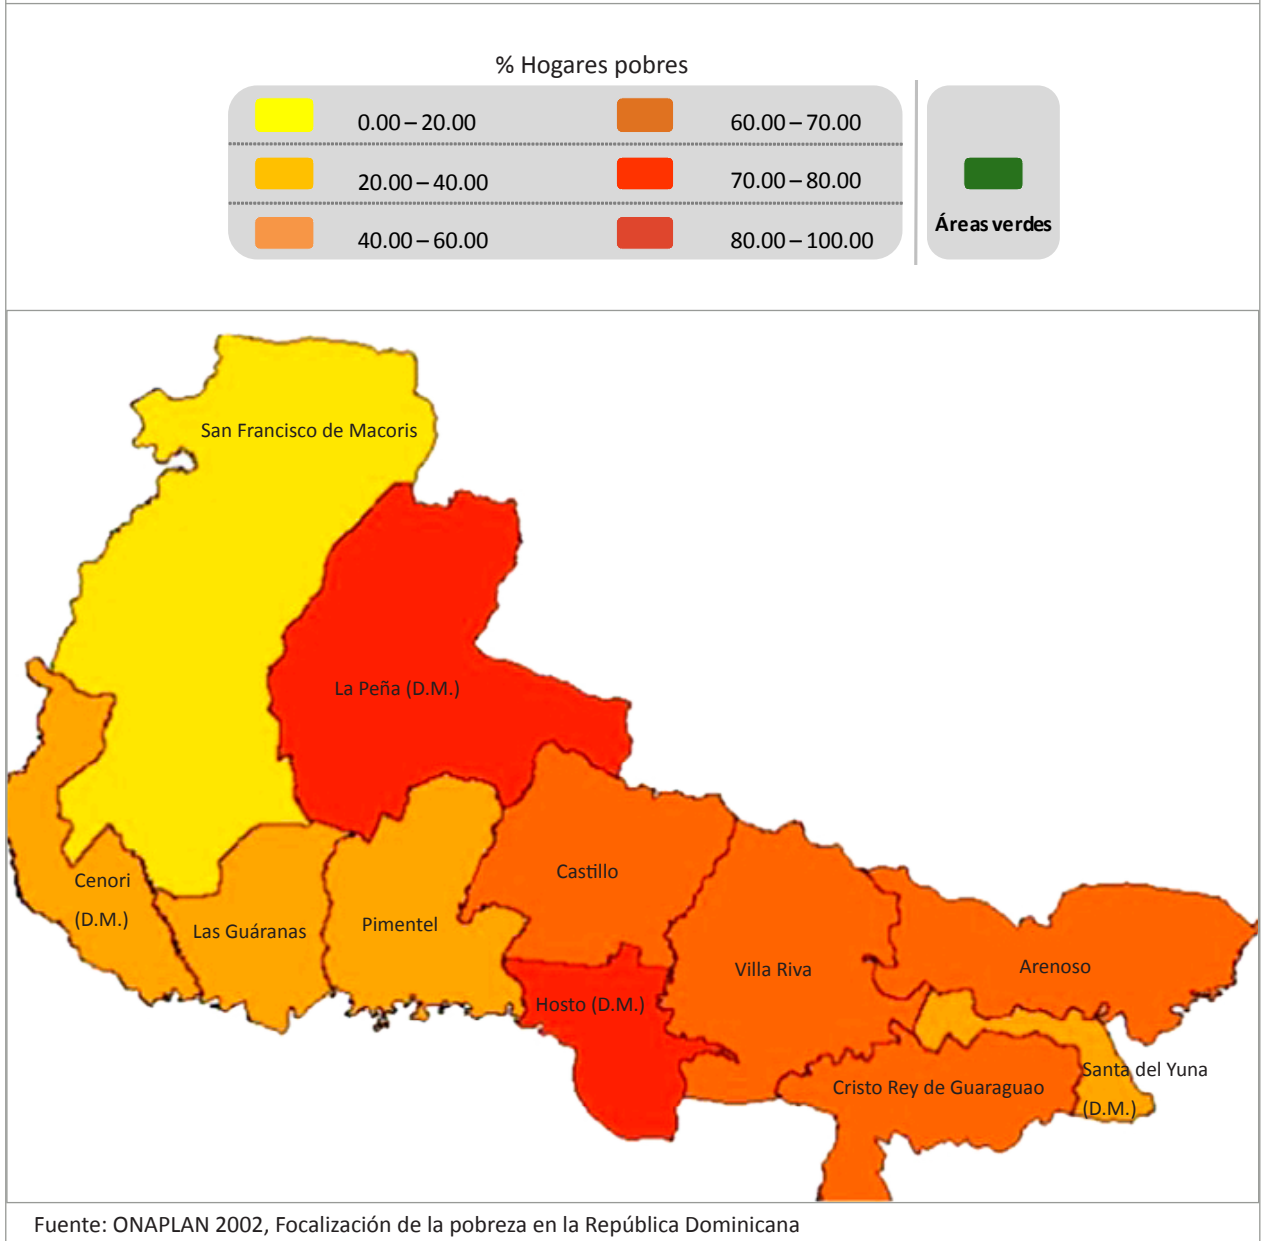 % Hogares pobres
0.00 – 20.00
60.00 – 70.00
20.00 – 40.00
70.00 – 80.00
40.00 – 60.00
80.00 – 100.00
Áreas verdes
San Francisco de Macoris
La Peña (D.M.)
Castillo
Cenori
(D.M.)
Las Guáranas
Pimentel
Villa Riva
Arenoso
Hosto (D.M.)
Santa del Yuna
(D.M.)
Cristo Rey de Guaraguao
Fuente: ONAPLAN 2002, Focalización de la pobreza en la República Dominicana